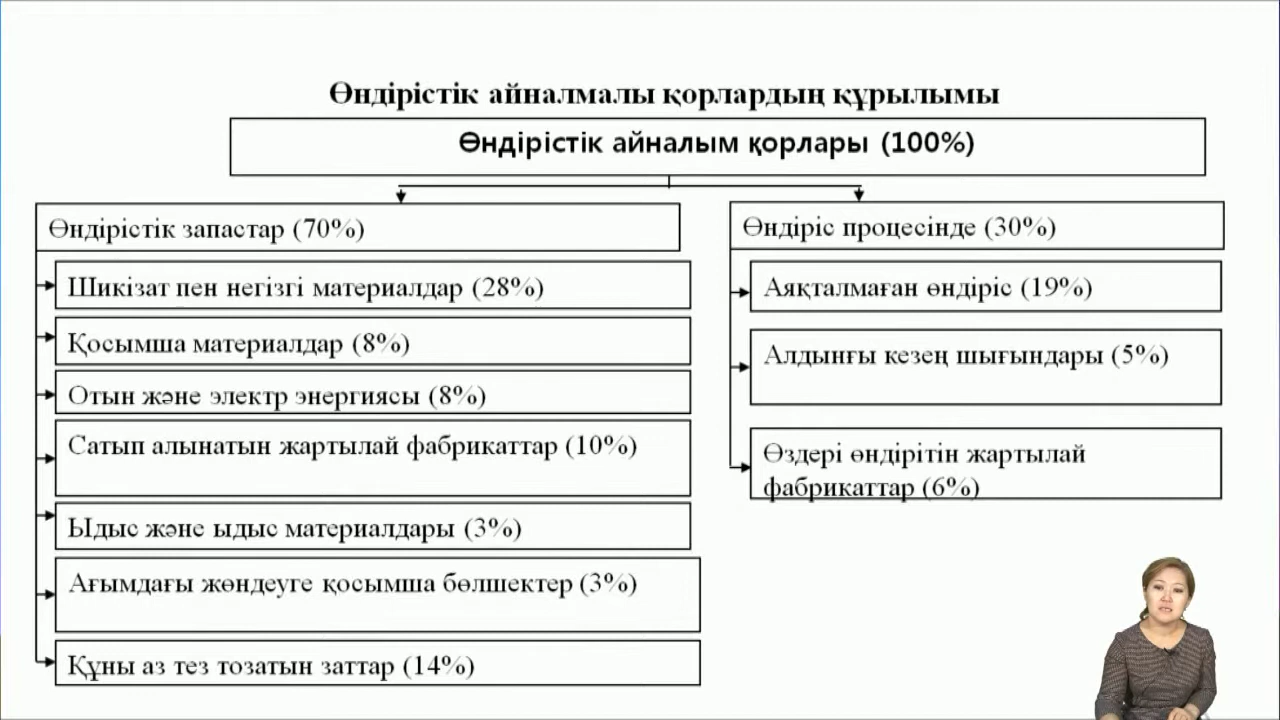 Өндірістік айналмалы қорлардың құрылымы
Өндірістік айналым қорлары (100%)
Өндірістік запастар (70%)
Шикізат пен негізгі материалдар (28%)
Қосымша материалдар (8%)
Отын және электр энергиясы (8%)
Сатып алынатын жартылай фабрикаттар (10%)
Ыдыс және ыдыс материалдары (3%)
Ағымдағы жөндеуге қосымша бөлшектер (3%)
Құны аз тез тозатын заттар (14%)
Өндіріс процесінде (30%)
Аяқталмаған өндіріс (19%)
Алдынғы кезең шығындары (5%)
Өздері өндірітін жартылай
фабрикаттар (6%)